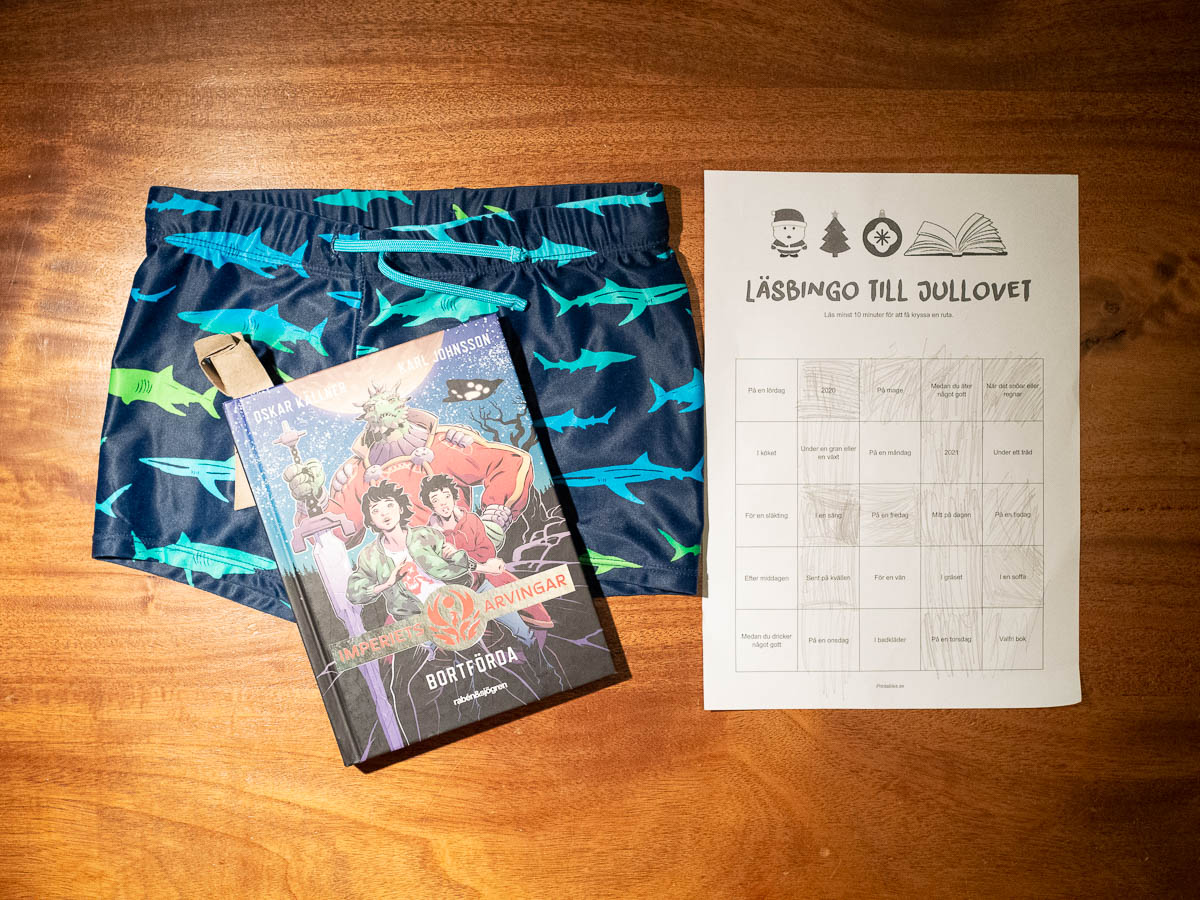 OSKAR KÄLLNER
KARL JOHNSSON
IMPERIETS
ARVINGAR
BORTFÖRDA
rabén&sjögren
LÄSBINGO TILL JULLOVET
Läs minst 10 minuter för att få kryssa en ruta.
På en lördag
2020
På mage
Medan du äter
något gott
När det snöar eller
regnar
I köket
Under en gran eller
en växt
På en måndag
2021
Under ett träd
För en släkting
I en säng
På en fredag
Mitt på dagen
På en tisdag
Efter middagen
Sent på kvällen
För en vän
I gräset
I en soffa
Medan du dricker
något gott
På en onsdag
I badkläder
På en torsdag
Valfri bok
Printables.se